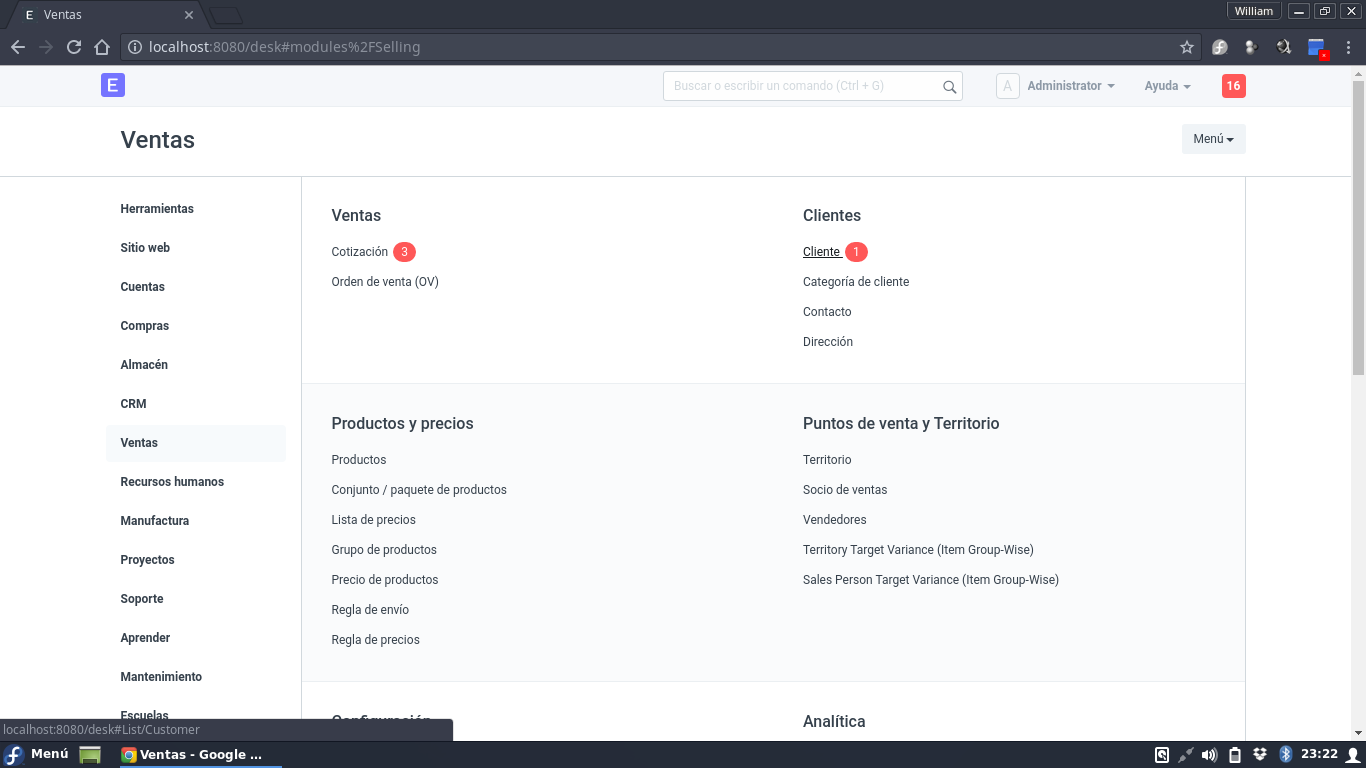 E Ventas
William
localhost:8080/desk#modules%2FSelling
E
Buscar o escribir un comando (Ctrl + G)
A Administrator
Ayuda
16
Ventas
Menú
Herramientas
Sitio web
Cuentas
Compras
Almacén
CRM
Ventas
Recursos humanos
Manufactura
Proyectos
Soporte
Aprender
Mantenimiento
Escuelas
Ventas
Cotización 3
Orden de venta (OV)
Clientes
Cliente 1
Categoría de cliente
Contacto
Dirección
Productos y precios
Productos
Conjunto / paquete de productos
Lista de precios
Grupo de productos
Precio de productos
Regla de envío
Regla de precios
Puntos de venta y Territorio
Territorio
Socio de ventas
Vendedores
Territory Target Variance (Item Group-Wise)
Sales Person Target Variance (Item Group-Wise)
Configuración
Analítica
localhost:8080/desk#List/Customer
Menú
Ventas - Google ...
23:22